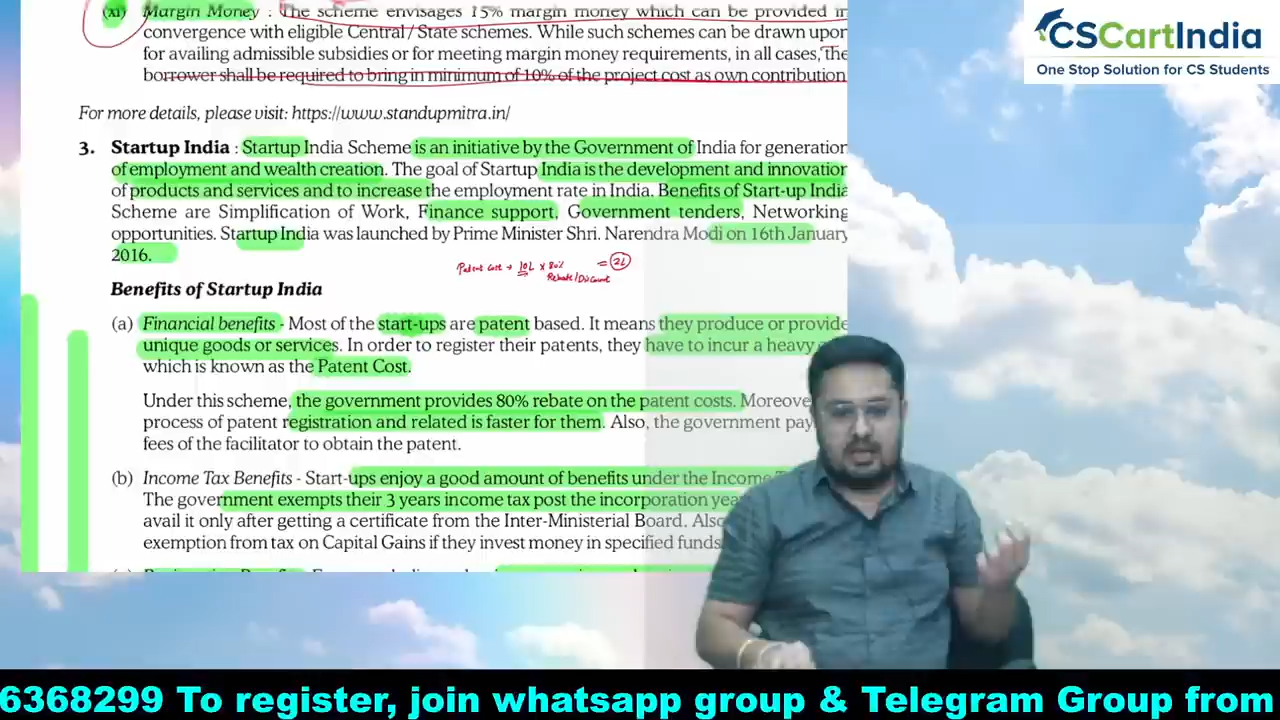 (xi) Margin Money : The scheme envisages 15% margin money which can be provided in
convergence with eligible Central/State schemes. While such schemes can be drawn upon
for availing admissible subsidies or for meeting margin money requirements, in all cases, the
borrower shall be required to bring in minimum of 10% of the project cost as own contribution
For more details, please visit: https://www.standupmitra.in/
3. Startup India : Startup India Scheme is an initiative by the Government of India for generation
of employment and wealth creation. The goal of Startup India is the development and innovation
of products and services and to increase the employment rate in India. Benefits of Start-up India
Scheme are Simplification of Work, Finance support, Government tenders, Networking
opportunities. Startup India was launched by Prime Minister Shri. Narendra Modi on 16th January
2016.
Patent Cost → 10L × 80% = 2L
Rebate/Discount
Benefits of Startup India
(a) Financial benefits - Most of the start-ups are patent based. It means they produce or provide
unique goods or services. In order to register their patents, they have to incur a heavy
which is known as the Patent Cost.
Under this scheme, the government provides 80% rebate on the patent costs. Moreove
process of patent registration and related is faster for them. Also, the government pay
fees of the facilitator to obtain the patent.
(b) Income Tax Benefits - Start-ups enjoy a good amount of benefits under the Income
The government exempts their 3 years income tax post the incorporation yea
avail it only after getting a certificate from the Inter-Ministerial Board. Also
exemption from tax on Capital Gains if they invest money in specified funds
CSCartIndia
One Stop Solution for CS Students
6368299 To register, join whatsapp group & Telegram Group from